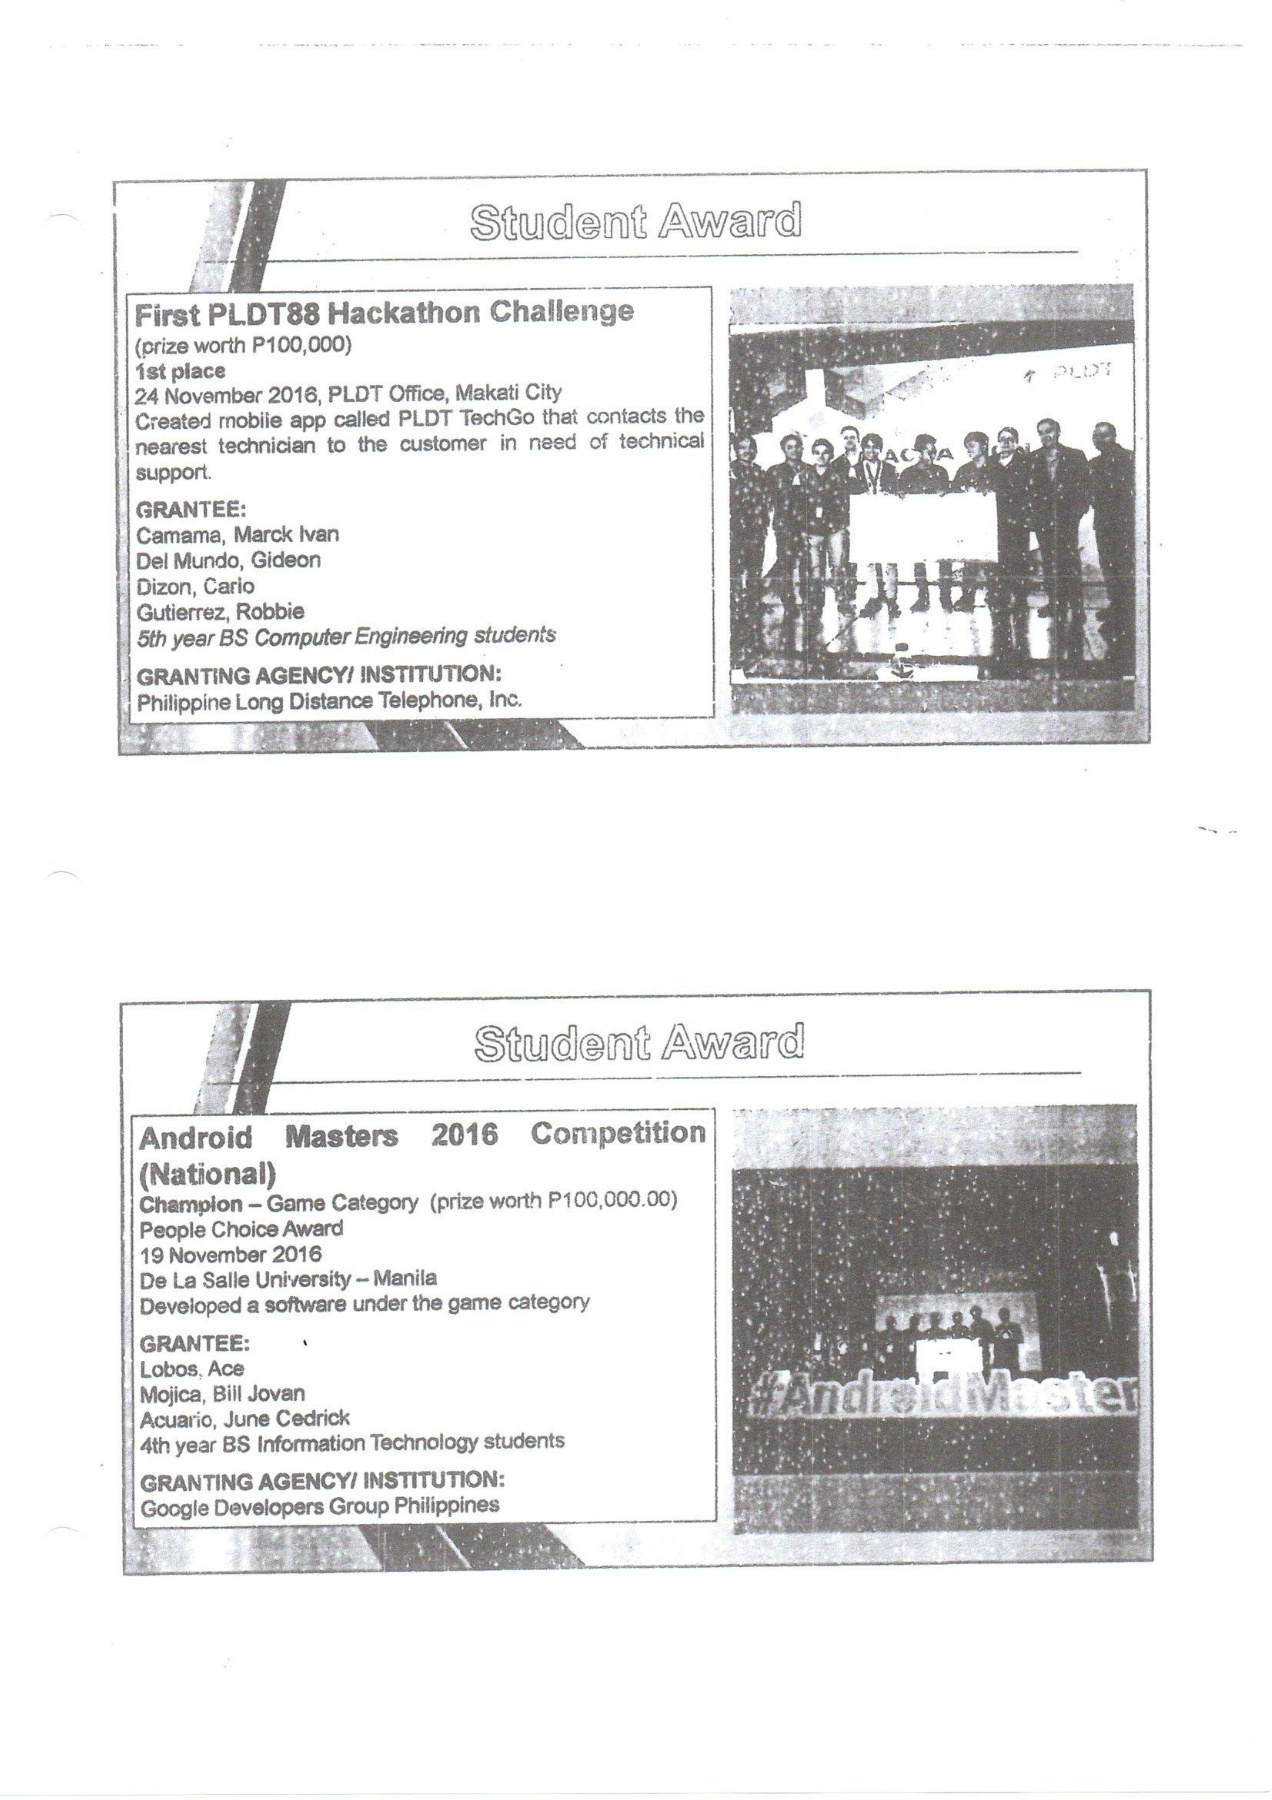 Student Award
First PLDT88 Hackathon Challenge
(prize worth P100,000)
1st place
24 November 2016, PLDT Office, Makati City
Created mobile app called PLDT TechGo that contacts the
nearest technician to the customer in need of technical
support.
GRANTEE:
Camama, Marck Ivan
Del Mundo, Gideon
Dizon, Carlo
Gutierrez, Robbie
5th year BS Computer Engineering students
GRANTING AGENCY/ INSTITUTION:
Philippine Long Distance Telephone, Inc.
PLDT
Student Award
Android Masters 2016 Competition
(National)
Champion – Game Category (prize worth P100,000.00)
People Choice Award
19 November 2016
De La Salle University – Manila
Developed a software under the game category
GRANTEE:
Lobos, Ace
Mojica, Bill Jovan
Acuario, June Cedrick
4th year BS Information Technology students
GRANTING AGENCY/ INSTITUTION:
Google Developers Group Philippines
#AndroidMaster